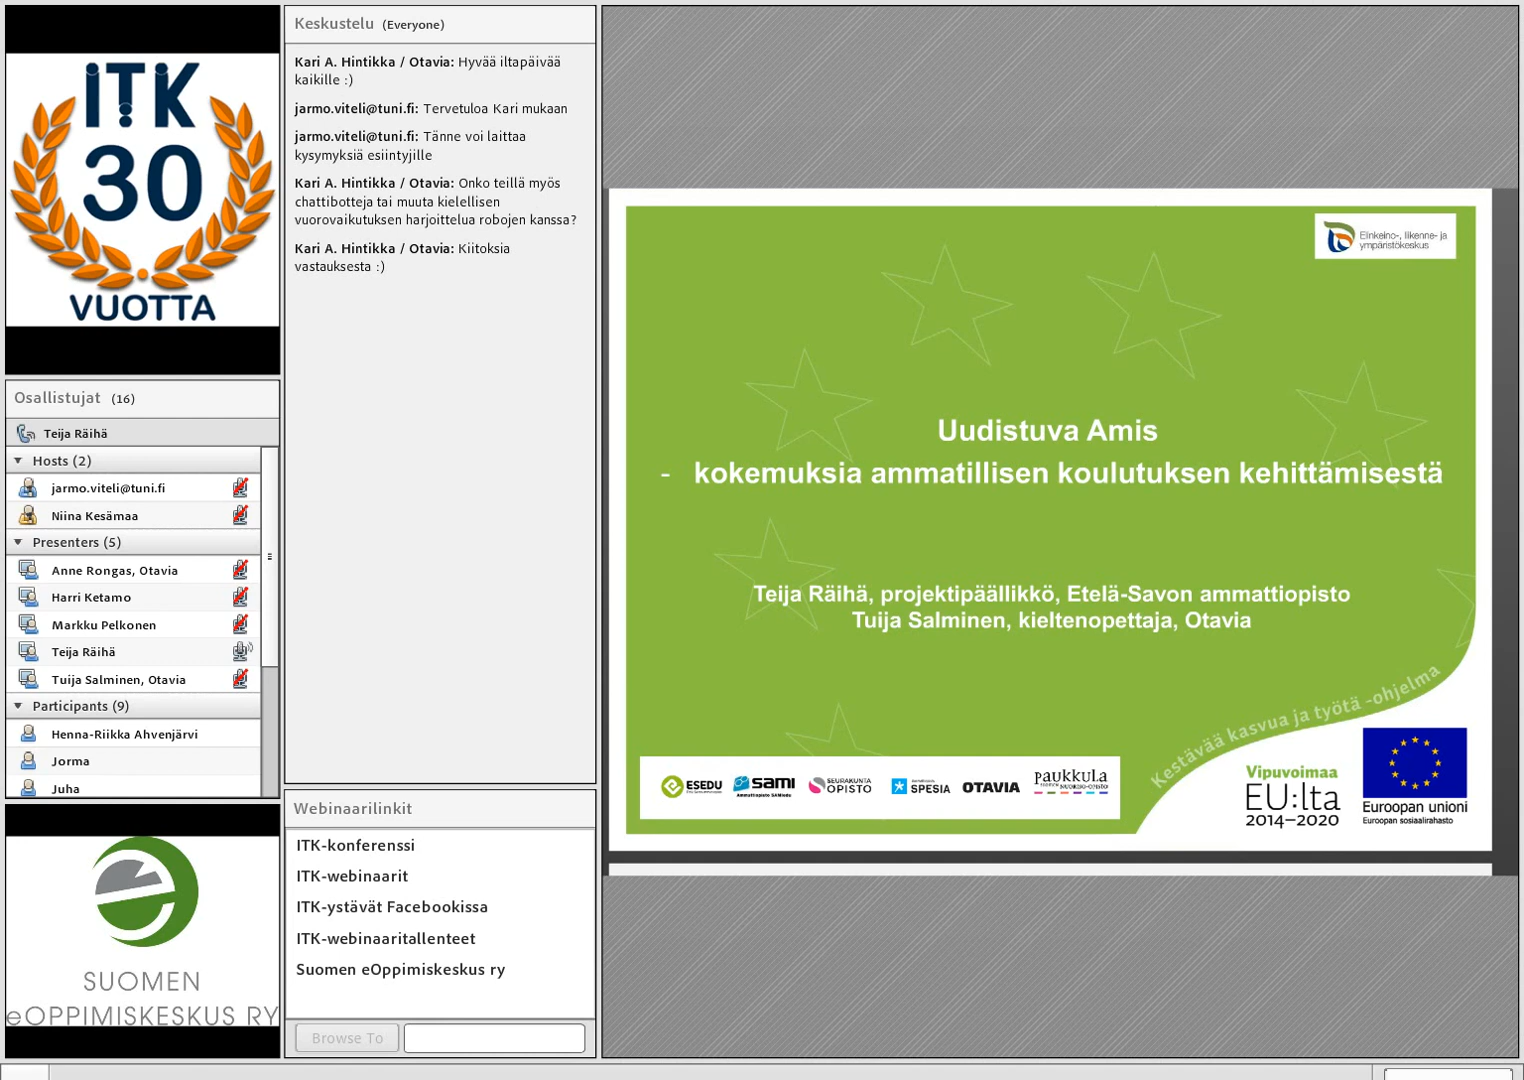 ITK
30
VUOTTA
Osallistujat (16)
Teija Räihä
Hosts (2)
jarmo.viteli@tuni.fi
Niina Kesämaa
Presenters (5)
Anne Rongas, Otavia
Harri Ketamo
Markku Pelkonen
Teija Räihä
Tuija Salminen, Otavia
Participants (9)
Henna-Riikka Ahvenjärvi
Jorma
Juha
SUOMEN
eOPPIMISKESKUS RY
Keskustelu (Everyone)
Kari A. Hintikka / Otavia: Hyvää iltapäivää
kaikille :)
jarmo.viteli@tuni.fi: Tervetuloa Kari mukaan
jarmo.viteli@tuni.fi: Tänne voi laittaa
kysymyksiä esiintyjille
Kari A. Hintikka / Otavia: Onko teillä myös
chattibotteja tai muuta kielellisen
vuorovaikutuksen harjoittelua robojen kanssa?
Kari A. Hintikka / Otavia: Kiitoksia
vastauksesta :)
Webinaarilinkit
ITK-konferenssi
ITK-webinaarit
ITK-ystävät Facebookissa
ITK-webinaaritallenteet
Suomen eOppimiskeskus ry
Browse To
Elinkeino-, liikenne- ja
ympäristökeskus
Uudistuva Amis
- kokemuksia ammatillisen koulutuksen kehittämisestä
Teija Räihä, projektipäällikkö, Etelä-Savon ammattiopisto
Tuija Salminen, kieltenopettaja, Otavia
Kestävää kasvua ja työtä -ohjelma
ESEDU
SAMI
Ammattiopisto SAMIedu
SEURAKUNTA
OPISTO
SPESIA
OTAVIA
PAUKKULA
SUOMEN NUORISO-OPISTO
Vipuvoimaa
EU:lta
2014–2020
Euroopan unioni
Euroopan sosiaalirahasto